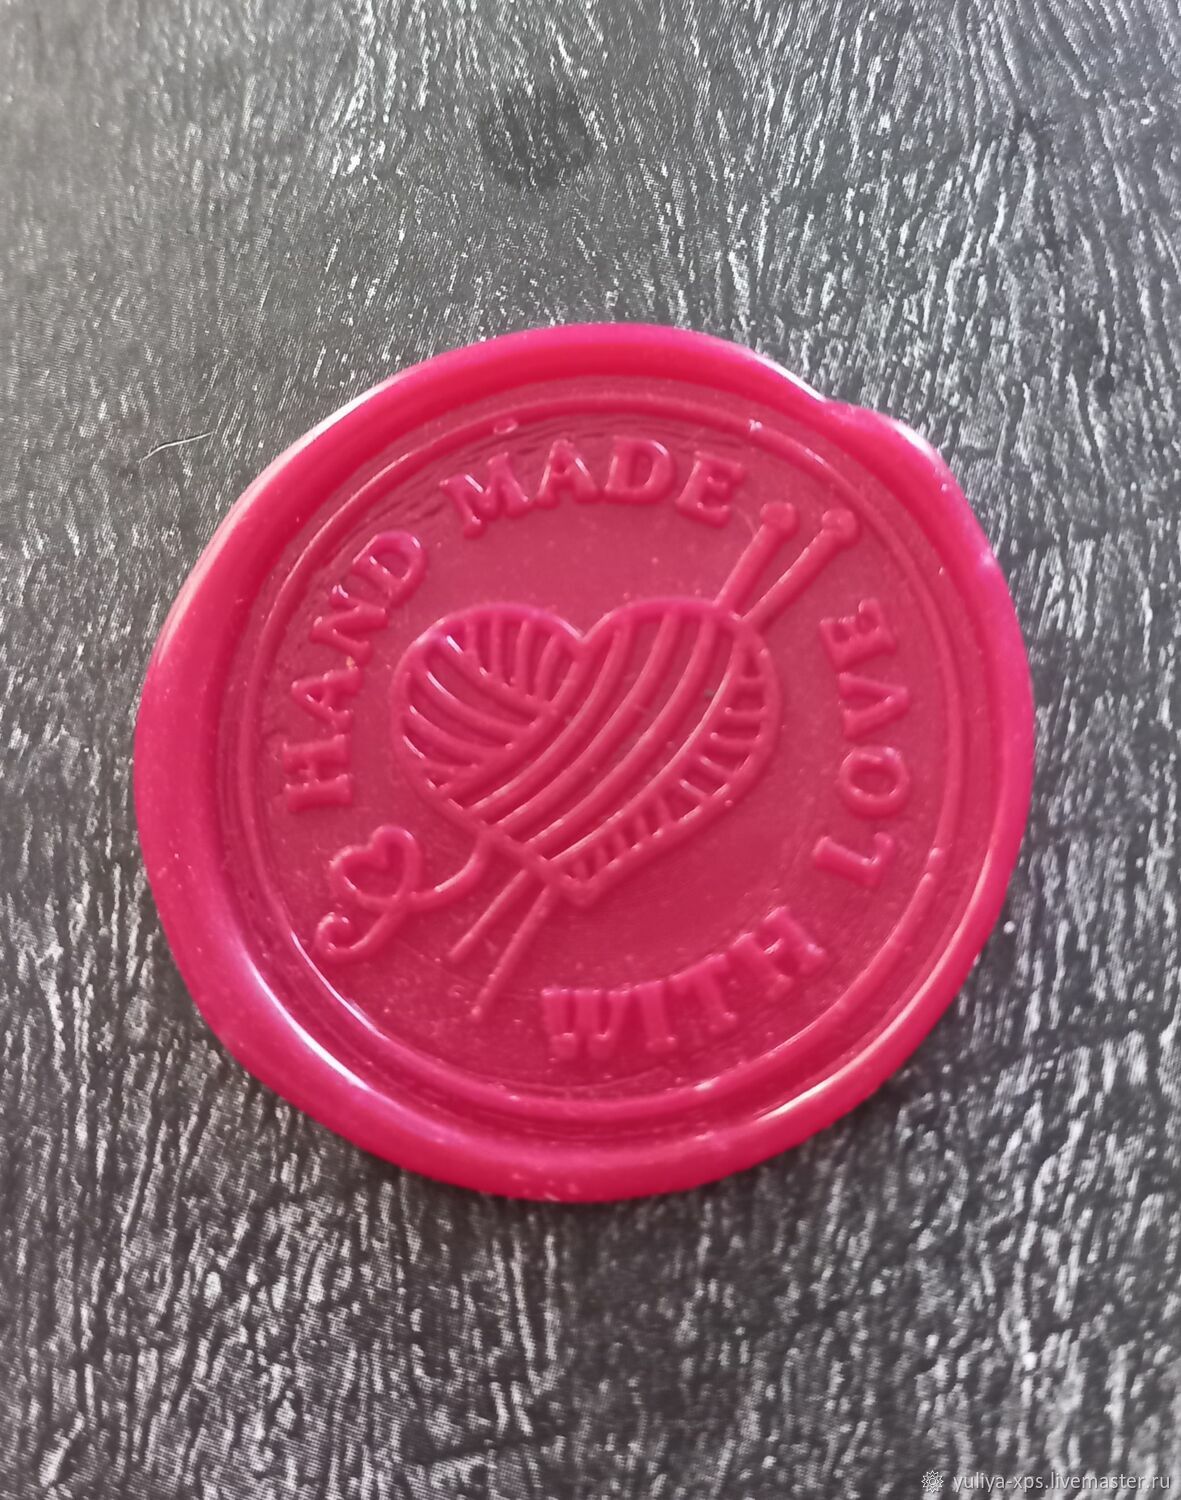 HAND MADE
WITH LOVE
yuliya-xps.livemaster.ru